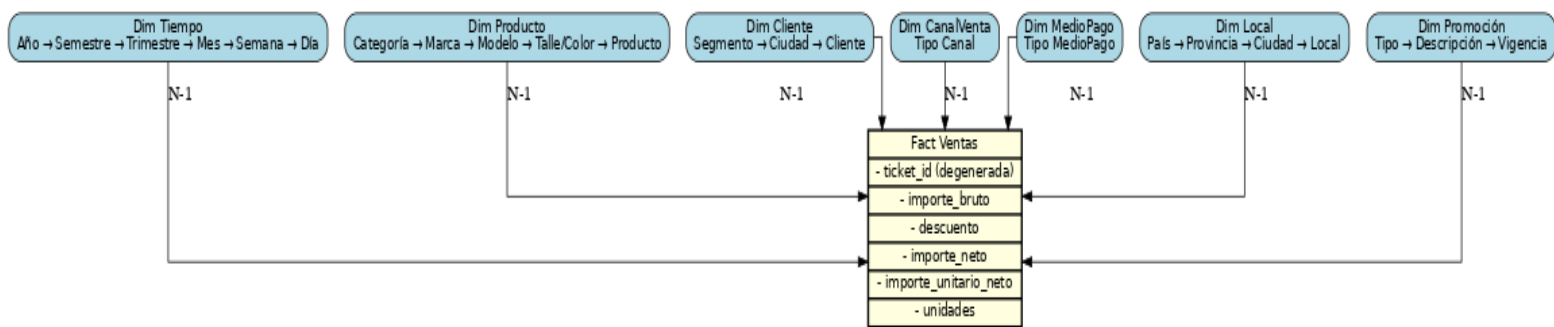 Dim Tiempo
Año → Semestre → Trimestre → Mes → Semana → Día
Dim Producto
Categoría → Marca → Modelo → Talle/Color → Producto
Dim Cliente
Segmento → Ciudad → Cliente
Dim CanalVenta
Tipo Canal
Dim MedioPago
Tipo MedioPago
Dim Local
País → Provincia → Ciudad → Local
Dim Promoción
Tipo → Descripción → Vigencia
N-1
N-1
N-1
N-1
N-1
N-1
N-1
Fact Ventas
- ticket_id (degenerada)
- importe_bruto
- descuento
- importe_neto
- importe_unitario_neto
- unidades